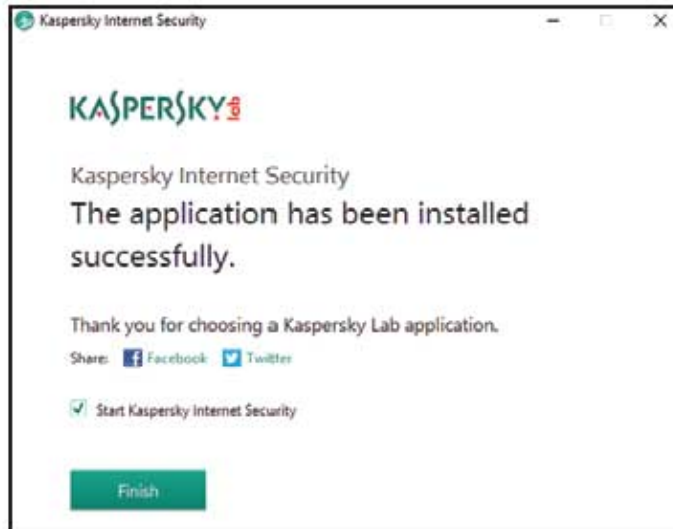 Kaspersky Internet Security
KASPERSKY lab
Kaspersky Internet Security
The application has been installed
successfully.
Thank you for choosing a Kaspersky Lab application.
Share: Facebook Twitter
Start Kaspersky Internet Security
Finish